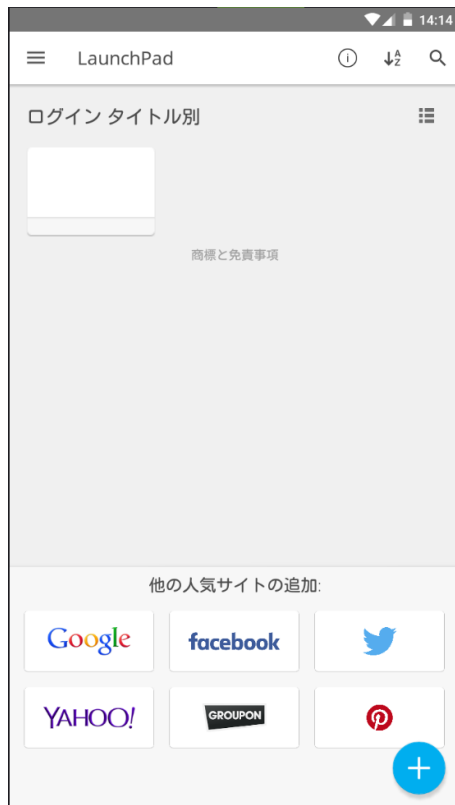 14:14
LaunchPad
ログイン タイトル別
商標と免責事項
他の人気サイトの追加:
Google
facebook
YAHOO!
GROUPON